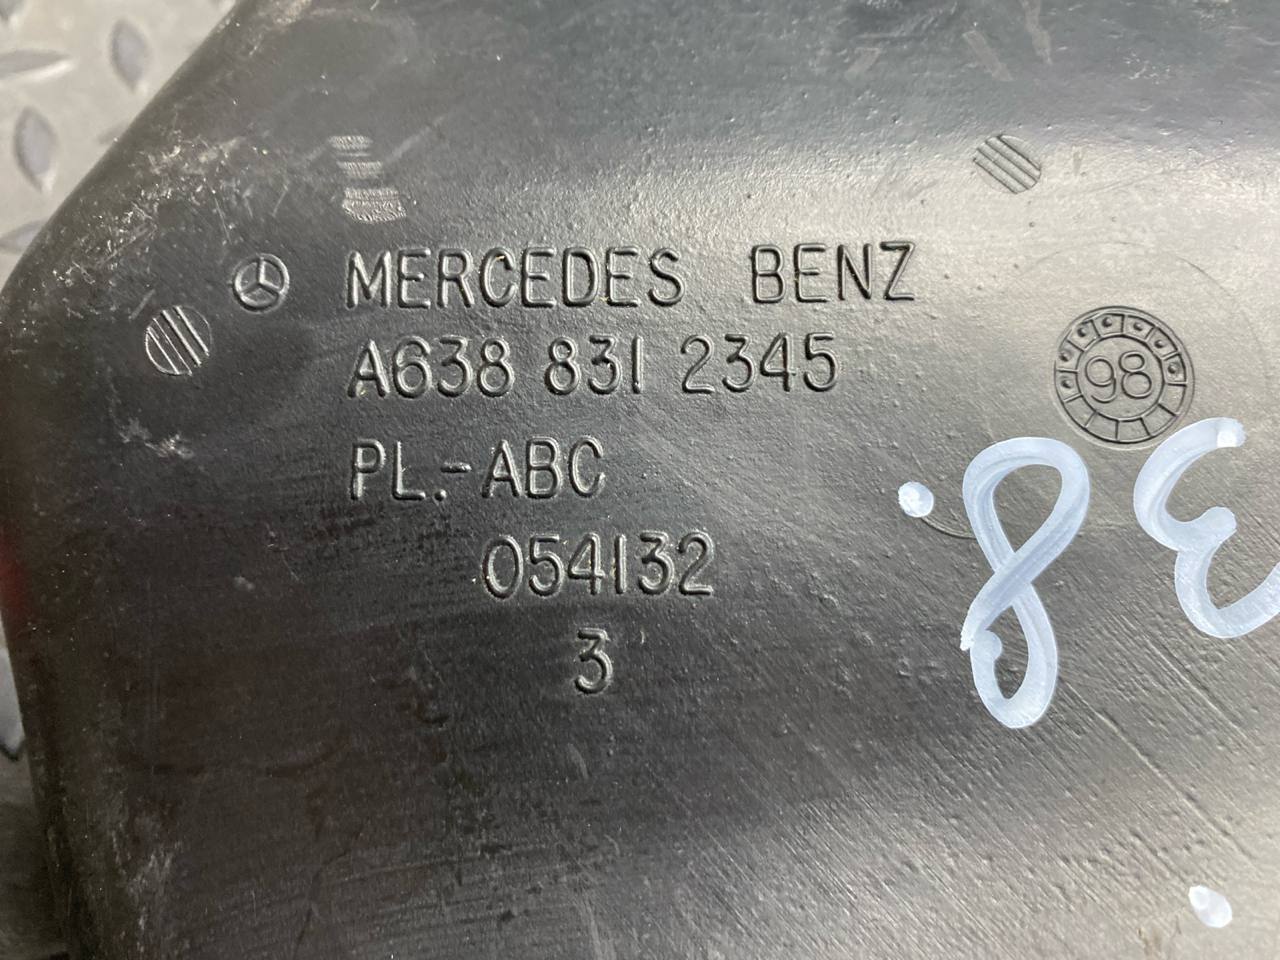 MERCEDES BENZ
A638 831 2345
98
PL.-ABC
054132
3